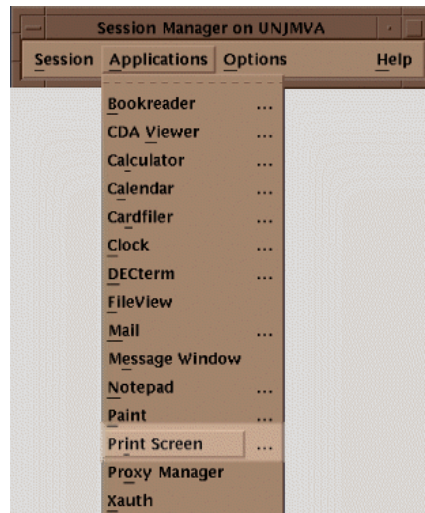 Session Manager on UNJMVA
Session Applications Options Help
Bookreader ...
CDA Viewer ...
Calculator ...
Calendar ...
Cardfiler ...
Clock ...
DECterm ...
FileView
Mail ...
Message Window
Notepad ...
Paint ...
Print Screen ...
Proxy Manager
Xauth